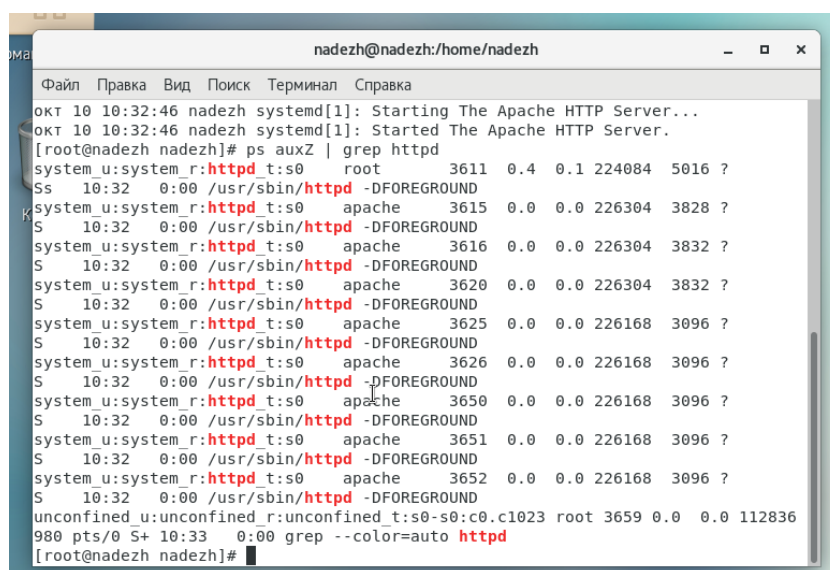 ома
К
nadezh@nadezh:/home/nadezh
Файл Правка Вид Поиск Терминал Справка
окт 10 10:32:46 nadezh systemd[1]: Starting The Apache HTTP Server...
окт 10 10:32:46 nadezh systemd[1]: Started The Apache HTTP Server.
[root@nadezh nadezh]# ps auxZ | grep httpd
system_u:system_r:httpd_t:s0 root 3611 0.4 0.1 224084 5016 ?
Ss 10:32 0:00 /usr/sbin/httpd -DFOREGROUND
system_u:system_r:httpd_t:s0 apache 3615 0.0 0.0 226304 3828 ?
S 10:32 0:00 /usr/sbin/httpd -DFOREGROUND
system_u:system_r:httpd_t:s0 apache 3616 0.0 0.0 226304 3832 ?
S 10:32 0:00 /usr/sbin/httpd -DFOREGROUND
system_u:system_r:httpd_t:s0 apache 3620 0.0 0.0 226304 3832 ?
S 10:32 0:00 /usr/sbin/httpd -DFOREGROUND
system_u:system_r:httpd_t:s0 apache 3625 0.0 0.0 226168 3096 ?
S 10:32 0:00 /usr/sbin/httpd -DFOREGROUND
system_u:system_r:httpd_t:s0 apache 3626 0.0 0.0 226168 3096 ?
S 10:32 0:00 /usr/sbin/httpd -DFOREGROUND
system_u:system_r:httpd_t:s0 apache 3650 0.0 0.0 226168 3096 ?
S 10:32 0:00 /usr/sbin/httpd -DFOREGROUND
system_u:system_r:httpd_t:s0 apache 3651 0.0 0.0 226168 3096 ?
S 10:32 0:00 /usr/sbin/httpd -DFOREGROUND
system_u:system_r:httpd_t:s0 apache 3652 0.0 0.0 226168 3096 ?
S 10:32 0:00 /usr/sbin/httpd -DFOREGROUND
unconfined_u:unconfined_r:unconfined_t:s0-s0:c0.c1023 root 3659 0.0 0.0 112836
980 pts/0 S+ 10:33 0:00 grep --color=auto httpd
[root@nadezh nadezh]#